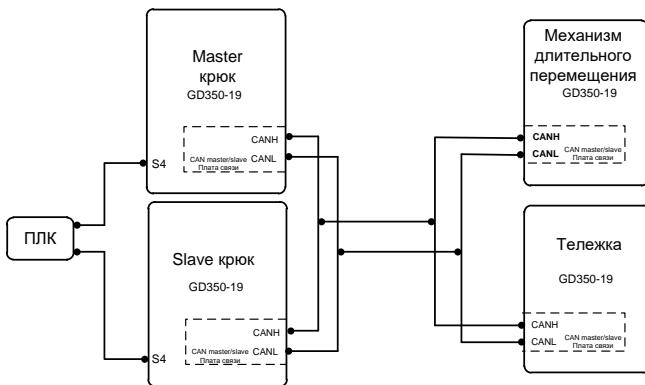 Master
крюк
GD350-19
CANH
CAN master/slave
CANL
Плата связи
S4
ПЛК
Slave крюк
GD350-19
CANH
CAN master/slave
CANL
Плата связи
S4
Механизм
длительного
перемещения
GD350-19
CANH
CANL
CAN master/slave
Плата связи
Тележка
GD350-19
CANH
CANL
CAN master/slave
Плата связи